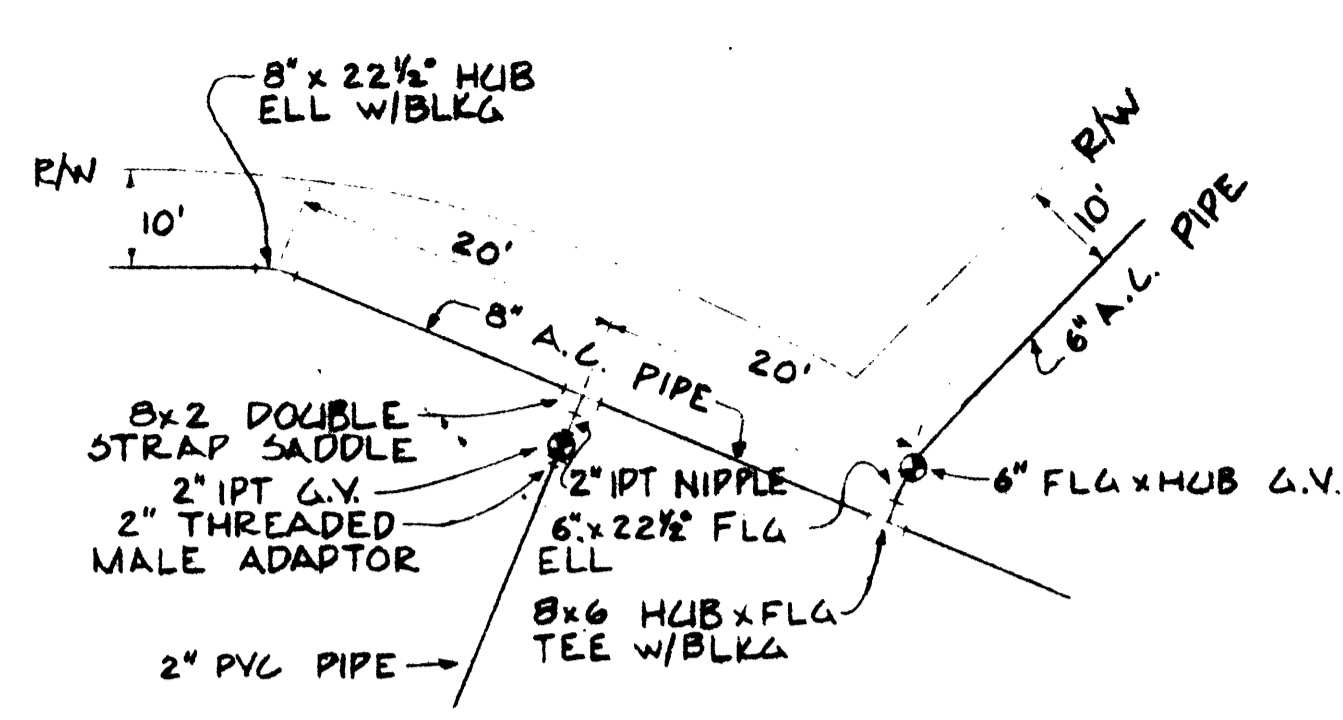 8" x 22½° HUB
ELL W/BLKG
R/W
10'
20'
R/W
10'
6" A.C. PIPE
8" A.C. PIPE
20'
8x2 DOUBLE
STRAP SADDLE
2" IPT G.V.
2" THREADED
MALE ADAPTOR
2" IPT NIPPLE
6" x 22½° FLG
ELL
6" FLG x HUB G.V.
8x6 HUB x FLG
TEE W/BLKG
2" PVC PIPE